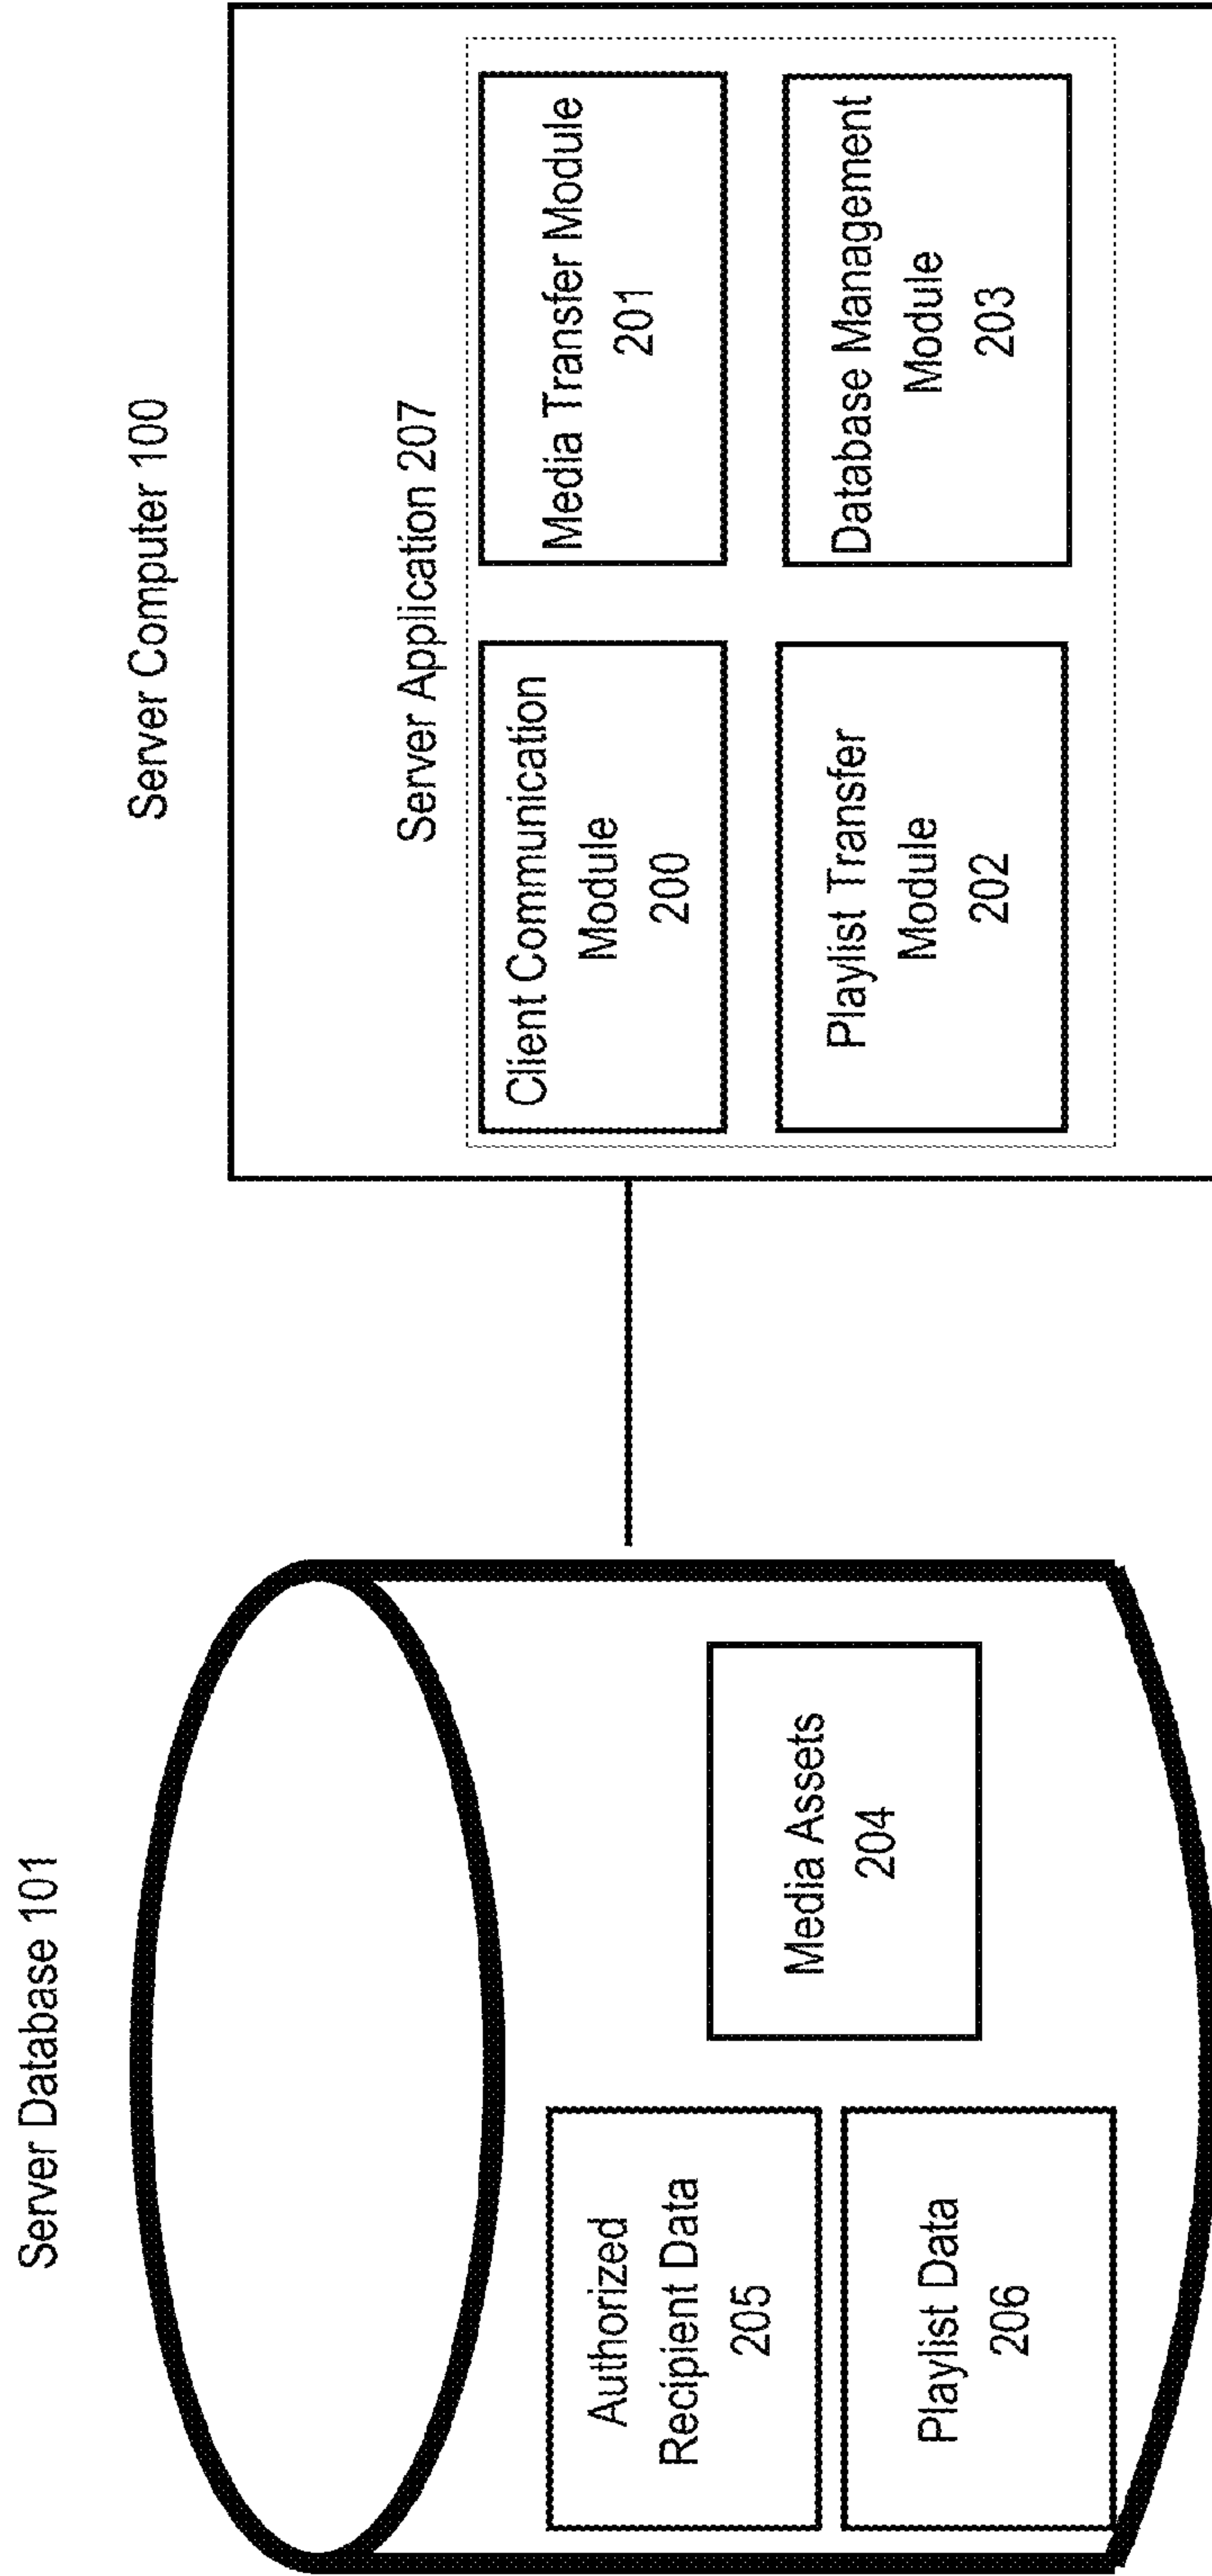 Server Database 101
Authorized
Recipient Data
205
Playlist Data
206
Media Assets
204
Server Computer 100
Server Application 207
Client Communication
Module
200
Media Transfer Module
201
Playlist Transfer
Module
202
Database Management
Module
203